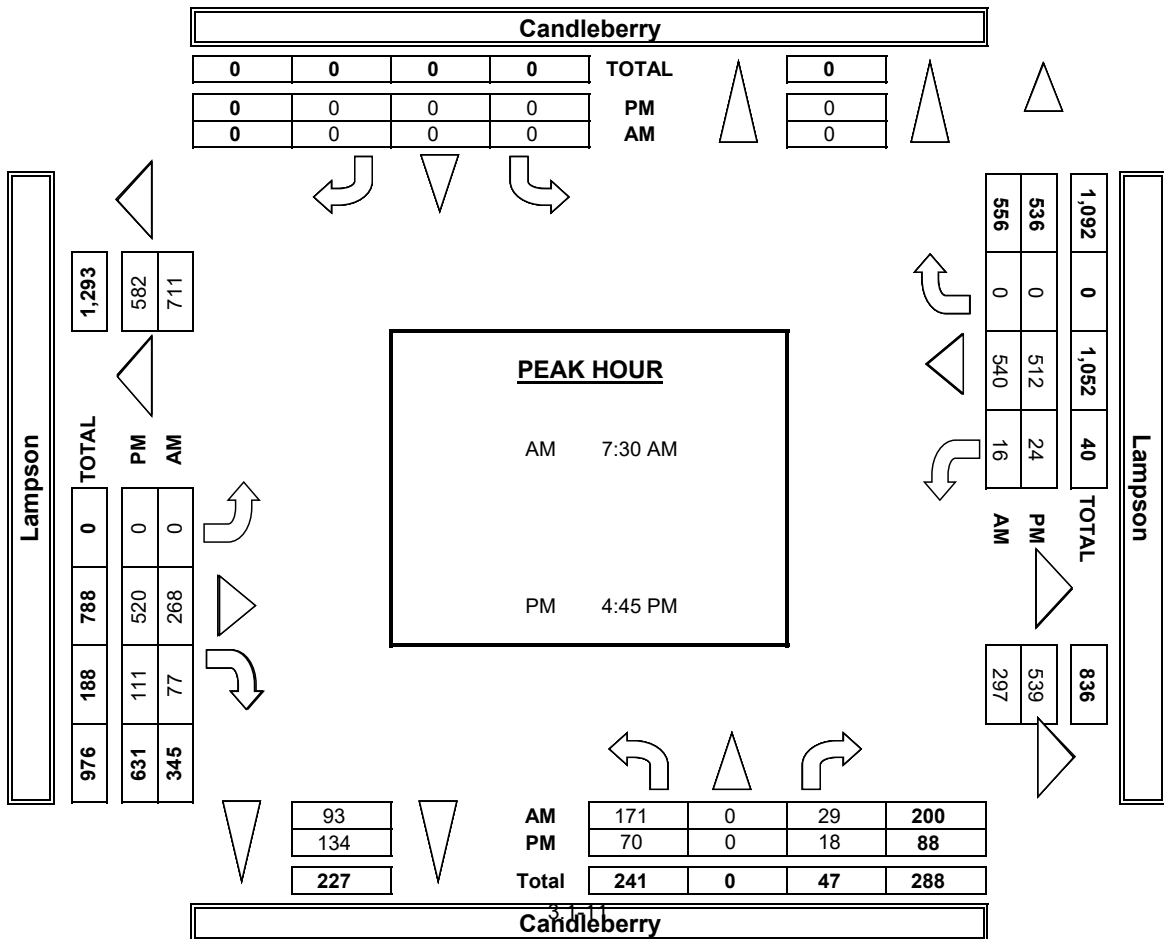 Candleberry
0 0 0 0 TOTAL 0
0 0 0 0 PM 0
0 0 0 0 AM 0
Lampson
1,293
582
711
TOTAL
PM
AM
0 788 188 976
0 520 111 631
0 268 77 345
PEAK HOUR
AM 7:30 AM
PM 4:45 PM
1,092 0 1,052 40 TOTAL
536 0 512 24 PM
556 0 540 16 AM
836
539
297
Lampson
93 AM 171 0 29 200
134 PM 70 0 18 88
227 Total 241 0 47 288
3.1-11
Candleberry